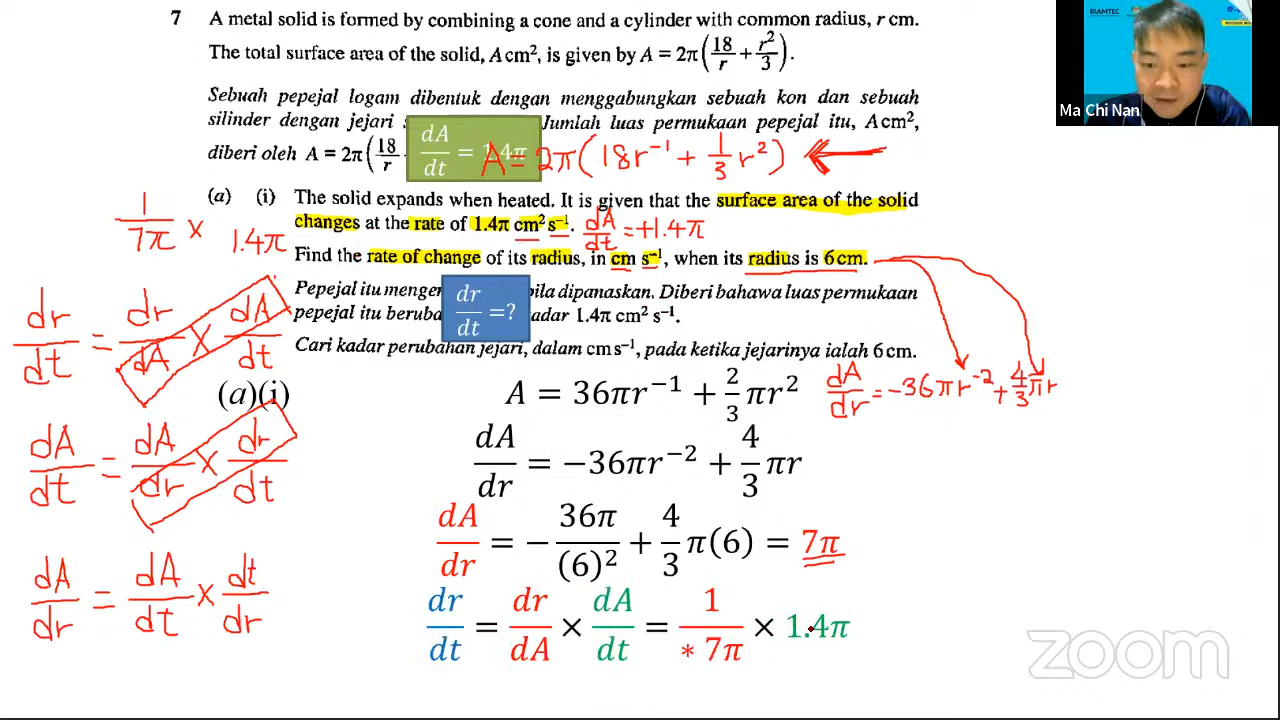 7 A metal solid is formed by combining a cone and a cylinder with common radius, r cm.
The total surface area of the solid, A cm², is given by A = 2π(18/r + r²/3).
Sebuah pepejal logam dibentuk dengan menggabungkan sebuah kon dan sebuah
silinder dengan jejari Jumlah luas permukaan pepejal itu, A cm²,
diberi oleh A = 2π(18/r
dA/dt = 1.4π
A = 2π(18r⁻¹ + 1/3 r²)
(a) (i) The solid expands when heated. It is given that the surface area of the solid
changes at the rate of 1.4π cm² s⁻¹. dA/dt = +1.4π
Find the rate of change of its radius, in cm s⁻¹, when its radius is 6 cm.
Pepejal itu dipanaskan. Diberi bahawa luas permukaan
pepejal itu 1.4π cm² s⁻¹.
Cari kadar perubahan jejari, dalam cm s⁻¹, pada ketika jejarinya ialah 6 cm.
dr/dt =?
1/7π × 1.4π
dr/dt = dr/dA × dA/dt
dA/dt = dA/dr × dr/dt
dA/dr = dA/dt × dt/dr
(a)(i) A = 36πr⁻¹ + 2/3 πr²
dA/dr = -36πr⁻² + 4/3 πr
dA/dr = −36πr⁻² + 4/3 πr
dA/dr = − 36π/(6)² + 4/3 π(6) = 7π
dr/dt = dr/dA × dA/dt = 1/* 7π × 1.4π
RIAMTEC
Ma Chi Nan
zoom